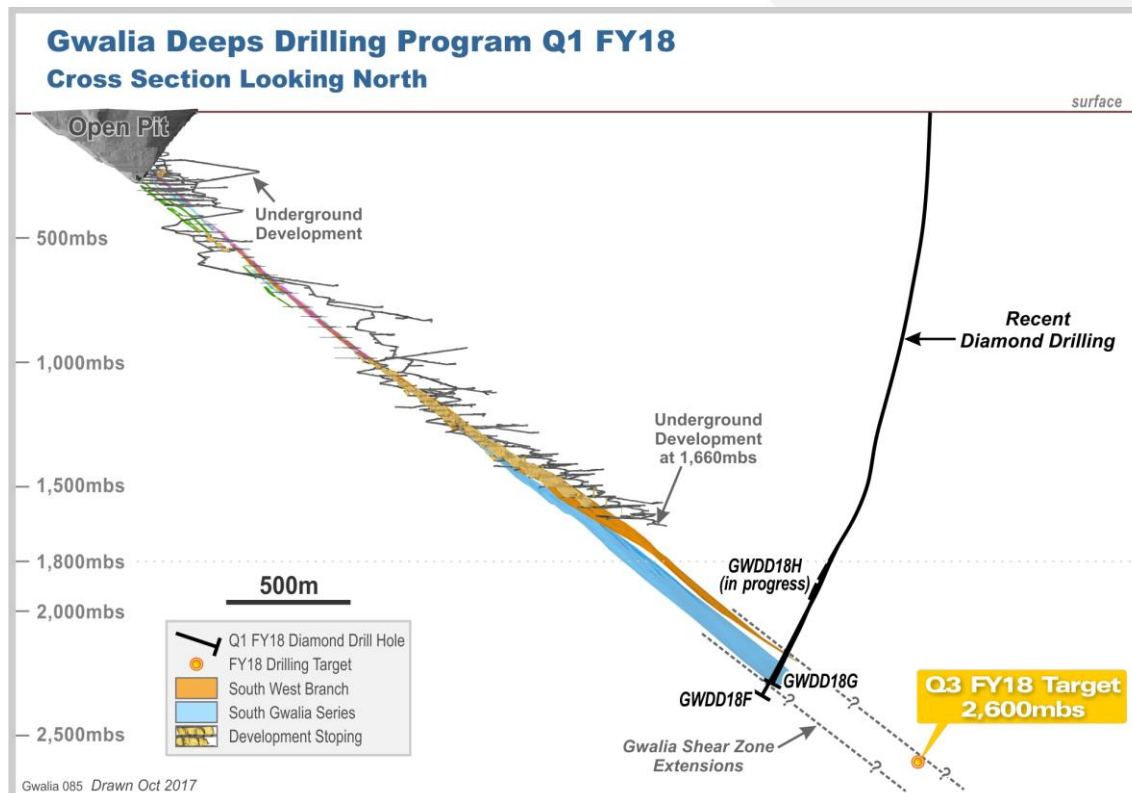 Gwalia Deeps Drilling Program Q1 FY18
Cross Section Looking North
surface
Open Pit
Underground
Development
500mbs
Recent
Diamond Drilling
1,000mbs
Underground
Development
at 1,660mbs
1,500mbs
1,800mbs
GWDD18H
(in progress)
500m
2,000mbs
Q1 FY18 Diamond Drill Hole
FY18 Drilling Target
South West Branch
South Gwalia Series
Development Stoping
GWDD18G
GWDD18F
?
?
Q3 FY18 Target
2,600mbs
2,500mbs
Gwalia Shear Zone
Extensions
?
?
Gwalia 085 Drawn Oct 2017